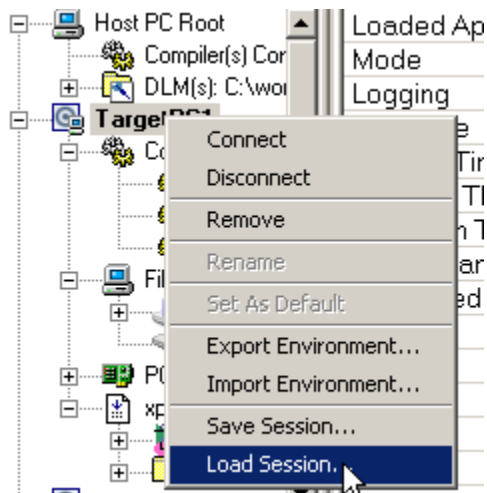 Host PC Root
Compiler(s) Cor
DLM(s): C:\wor
TargetPC1
Loaded Ap
Mode
Logging
Connect
Disconnect
Remove
Rename
Set As Default
Export Environment...
Import Environment...
Save Session...
Load Session...